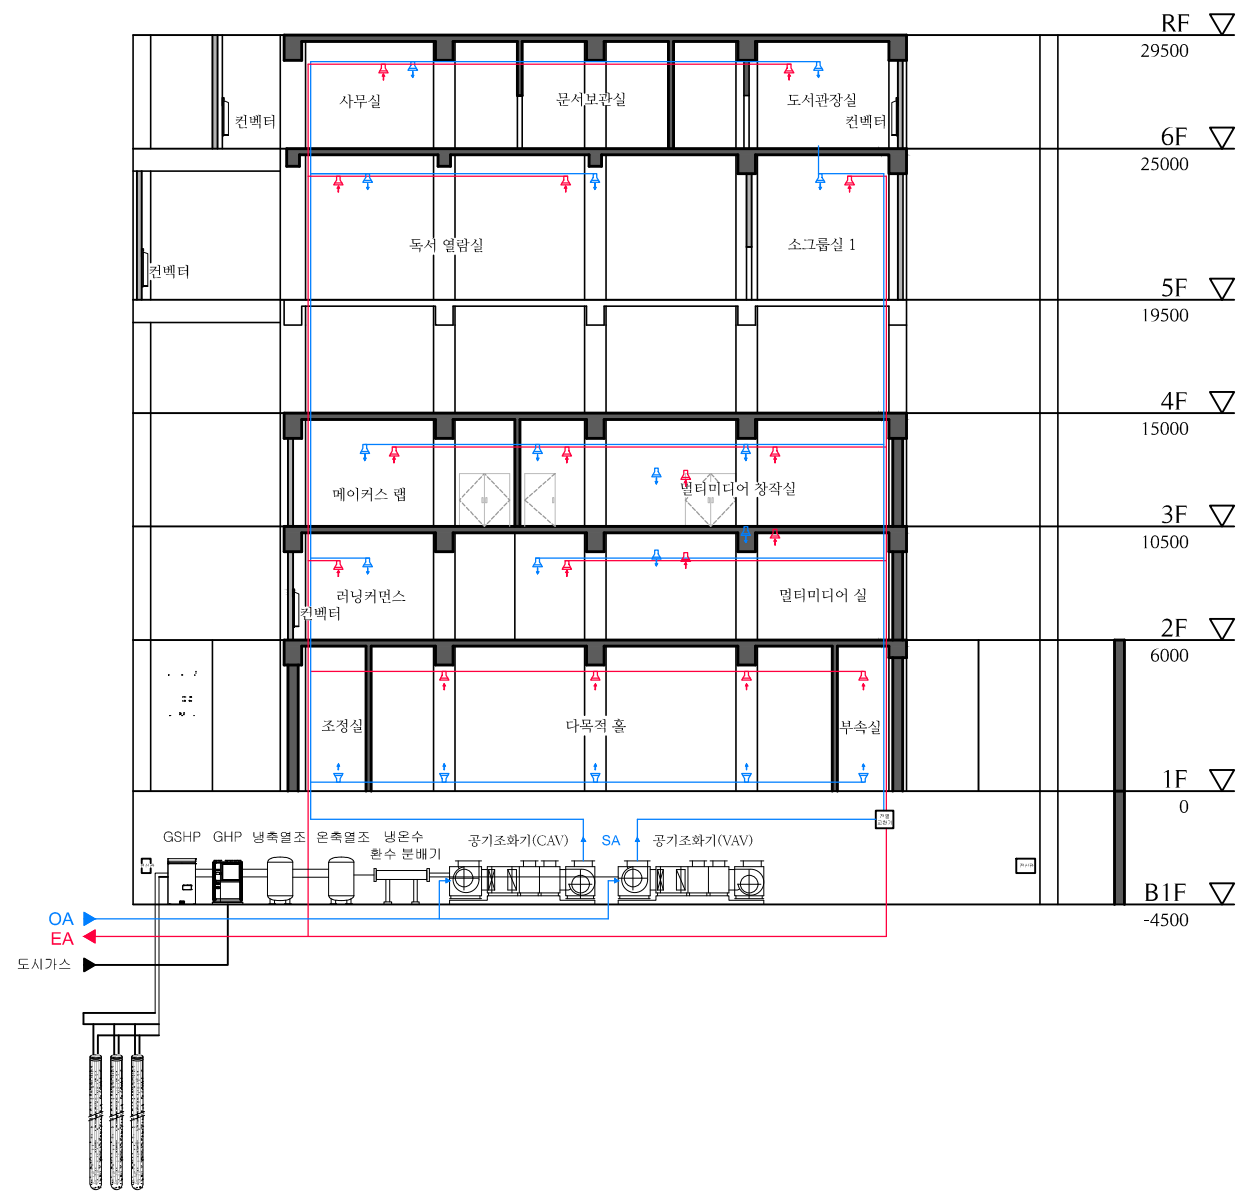 RF
29500
사무실
문서보관실
도서관장실
컨벡터
컨벡터
6F
25000
독서 열람실
소그룹실 1
컨벡터
5F
19500
4F
15000
메이커스 랩
멀티미디어 창작실
3F
10500
러닝커먼스
멀티미디어 실
컨벡터
2F
6000
조정실
다목적 홀
부속실
1F
0
GSHP
GHP
냉축열조
온축열조
냉온수
환수 분배기
공기조화기(CAV)
SA
공기조화기(VAV)
B1F
-4500
OA
EA
도시가스